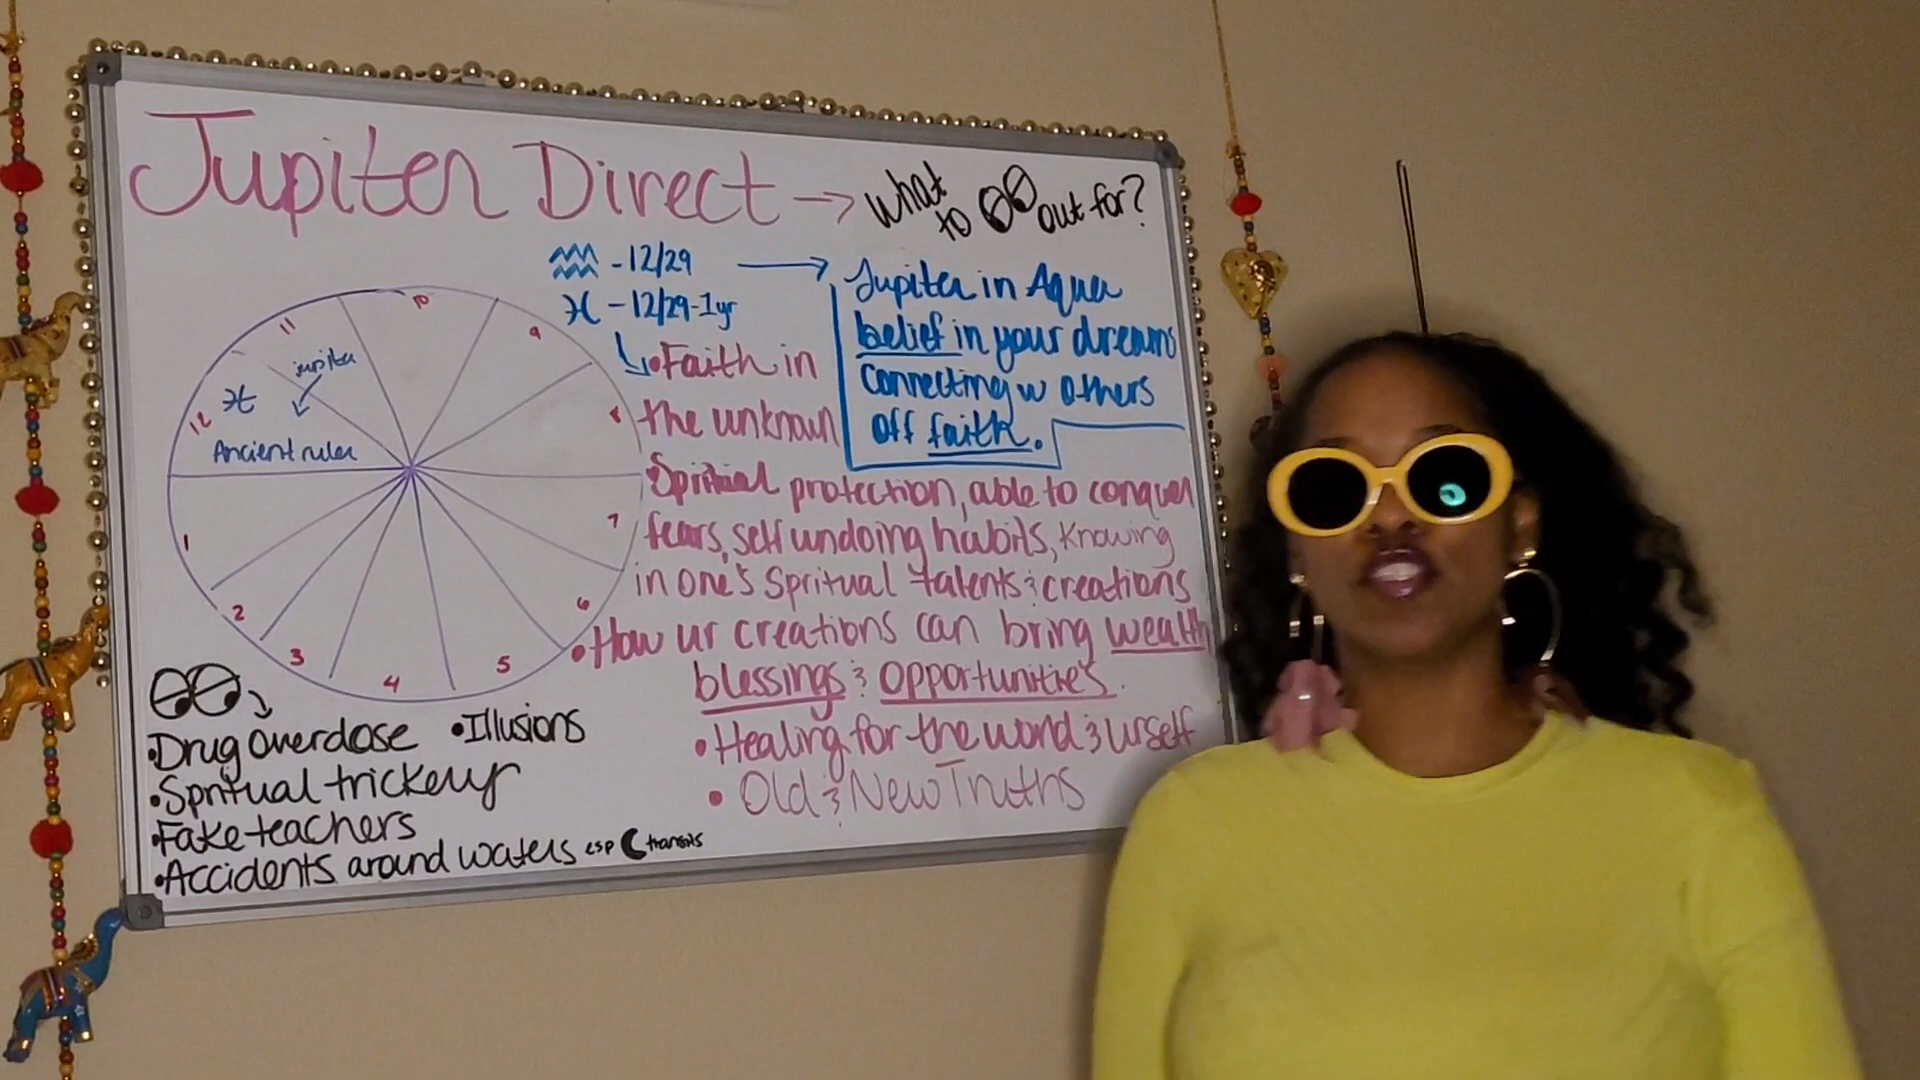 Jupiter Direct → What to 👀 out for?
♒ - 12/29 →
♓ - 12/29-1yr
Jupiter in Aqua
belief in your dreams
connecting w others
off faith.
• Faith in
the unknown
• Spiritual protection, able to conquer
fears, self undoing habits, Knowing
in one's Spritual talents & creations
• How ur creations can bring wealth
blessings & opportunities.
• Healing for the world & urself
• Old & New Truths
10
11
9
jupiter
♓
12
8
Ancient ruler
1
7
2
6
3
4
5
• Drug overdose
• Illusions
• Spritual trickery
• Fake teachers
• Accidents around waters esp ☾ transits